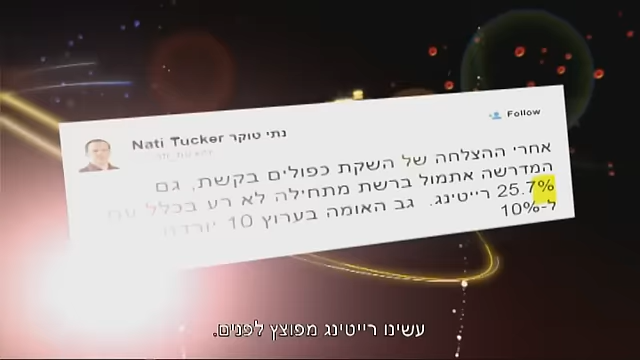 Nati Tucker נתי טוקר
Follow
אחרי ההצלחה של השקת כפולים בקשת, גם
המדרשה אתמול ברשת מתחילה לא רע בכלל עם
25.7% רייטינג. גב האומה בערוץ 10 יורדת
ל-10%
עשינו רייטינג מפוצץ לפנים.